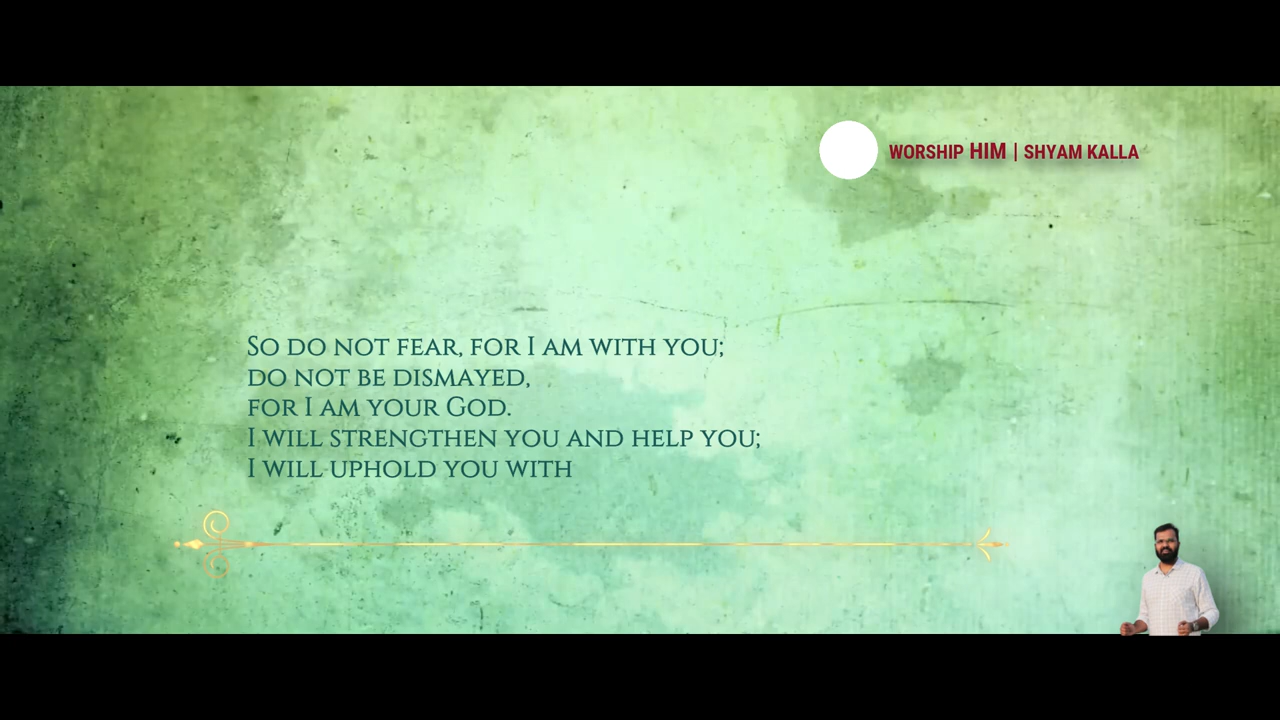 WORSHIP HIM | SHYAM KALLA
So do not fear, for I am with you;
do not be dismayed,
for I am your God.
I will strengthen you and help you;
I will uphold you with